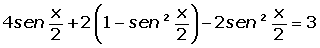 4sen x/2 + 2(1 − sen² x/2) − 2sen² x/2 = 3